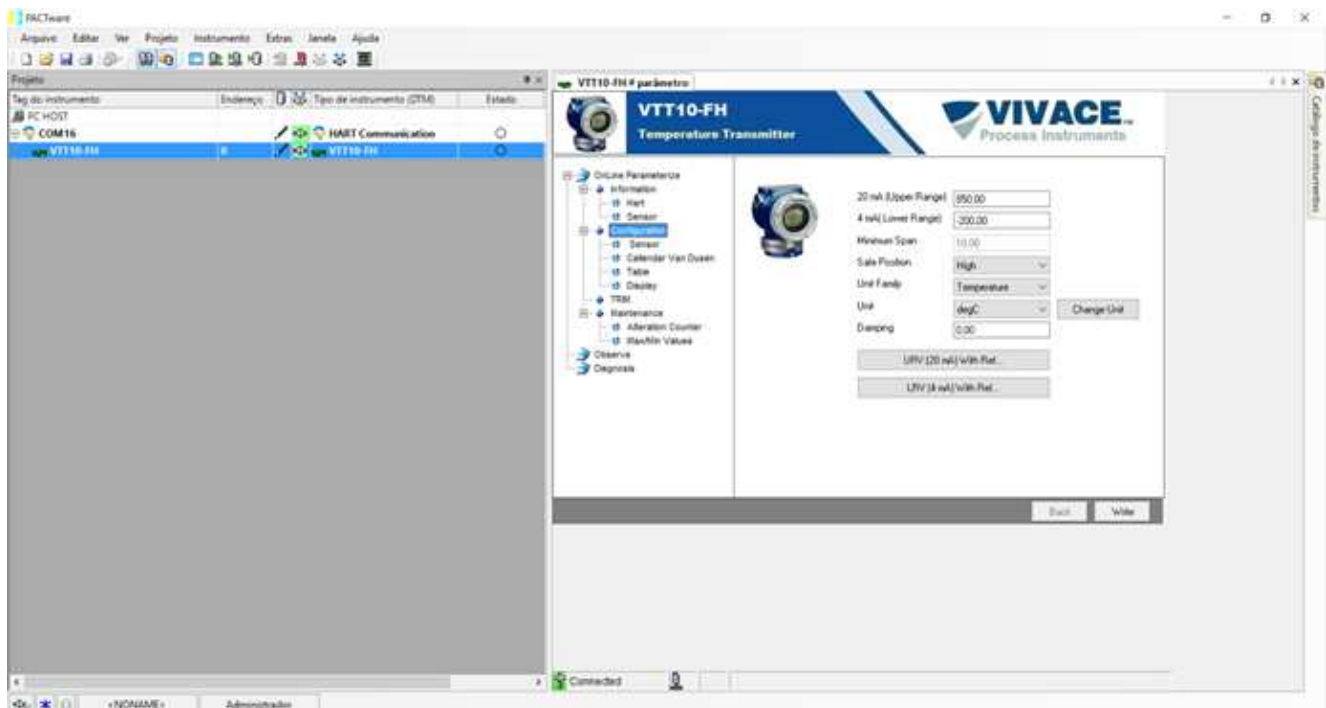 PACTware
Arquivo Editar Ver Projeto Instrumento Extras Janela Ajuda
Projeto
Tag do instrumento Endereço Tipo de instrumento (DTM) Estado
PC HOST
COM16 HART Communication
VTT10-FH 0 VTT10-FH
VTT10-FH # parâmetro
VTT10-FH
Temperature Transmitter
VIVACE
Process Instruments
OnLine Parameterize
Information
Hart
Sensor
Configuration
Sensor
Callendar Van Dusen
Table
Display
TRIM
Maintenance
Alteration Counter
Max/Min Values
Observe
Diagnosis
20 mA (Upper Range) 850.00
4 mA (Lower Range) -200.00
Minimum Span 10.00
Safe Position High
Unit Family Temperature
Unit degC Change Unit
Damping 0.00
URV (20 mA) With Ref...
LRV (4 mA) With Ref...
Back Write
Connected
<NONAME> Administrador
Catálogo de instrumentos